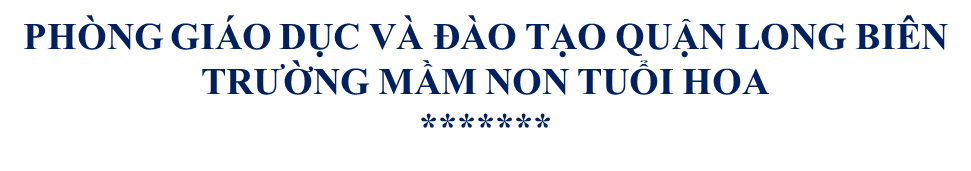 PHÒNG GIÁO DỤC VÀ ĐÀO TẠO QUẬN LONG BIÊN
TRƯỜNG MẦM NON TUỔI HOA
*******